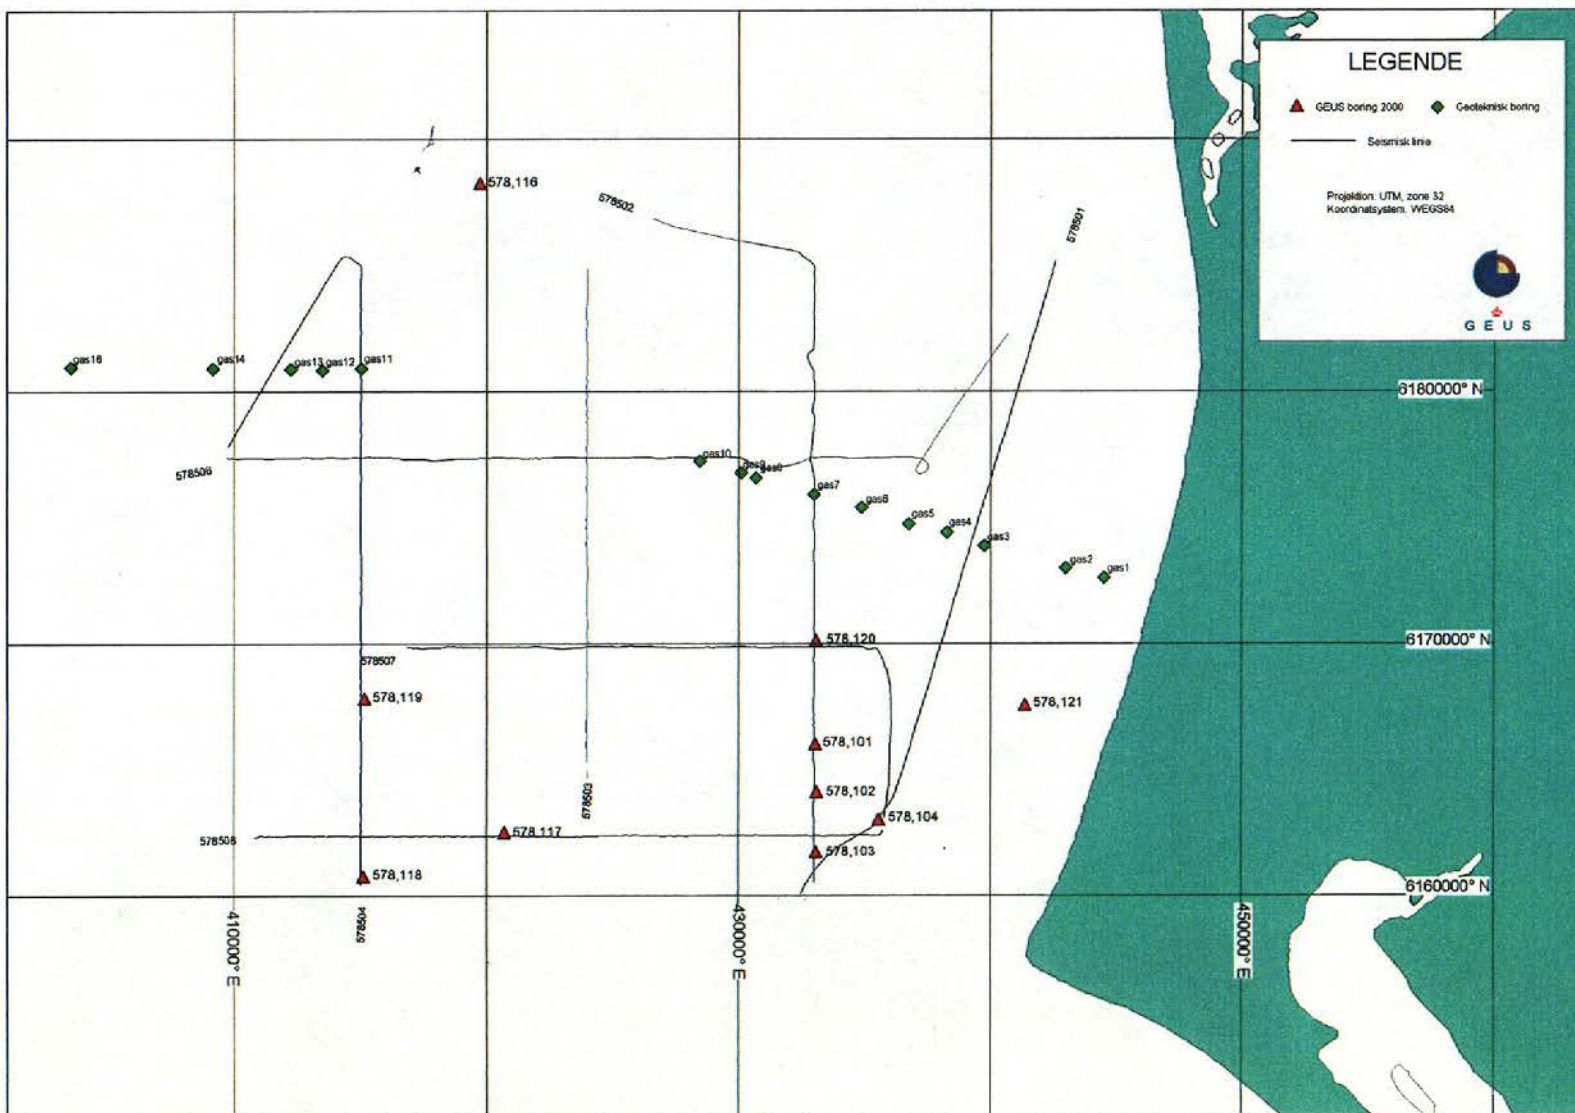 LEGENDE
GEUS boring 2000
Geoteknisk boring
Seismisk linie
Projektion. UTM, zone 32
Koordinatsystem. WEGS84
G E U S
578,116
578502
578501
gas16
gas14
gas13
gas12
gas11
6180000° N
578506
gas10
gas9
gas8
gas7
gas6
gas5
gas4
gas3
gas2
gas1
578,120
6170000° N
578507
578,119
578,121
578,101
578,102
578503
578,104
578,117
578508
578,103
578,118
6160000° N
578504
410000° E
430000° E
450000° E